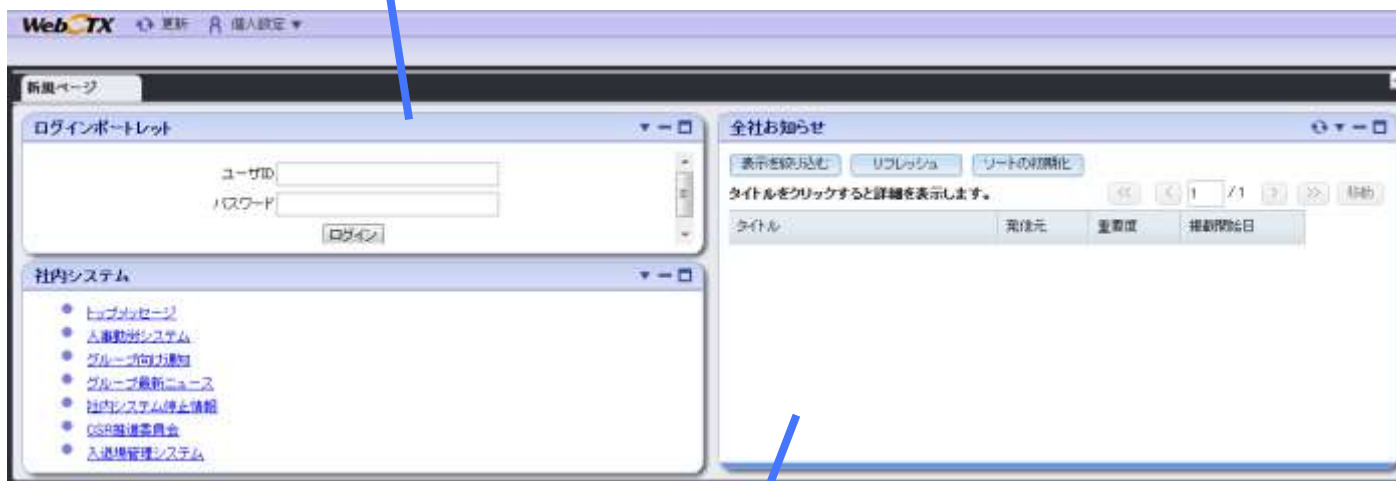 WebOTX 更新 個人設定
新規ページ
ログインポートレット
ユーザID
パスワード
ログイン
社内システム
トップメッセージ
人事勤労システム
グループ向け通知
グループ最新ニュース
社内システム停止情報
CSR推進委員会
入退場管理システム
全社お知らせ
表示を絞り込む リフレッシュ ソートの初期化
タイトルをクリックすると詳細を表示します。 << < 1 /1 > >> 移動
タイトル 発信元 重要度 掲載開始日